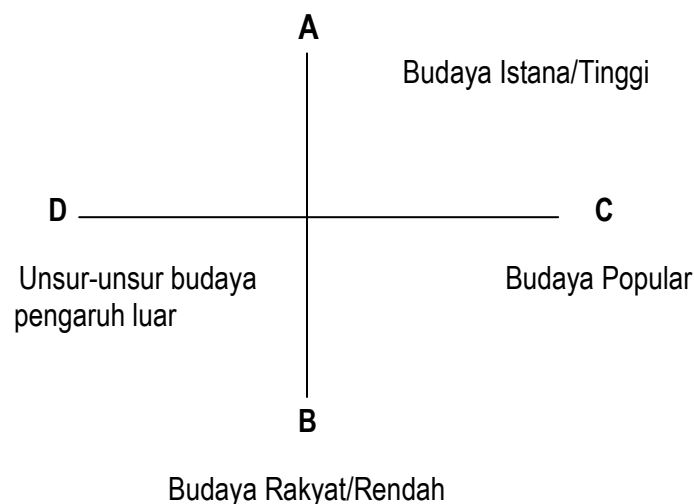 A
Budaya Istana/Tinggi
D
C
Unsur-unsur budaya
pengaruh luar
Budaya Popular
B
Budaya Rakyat/Rendah